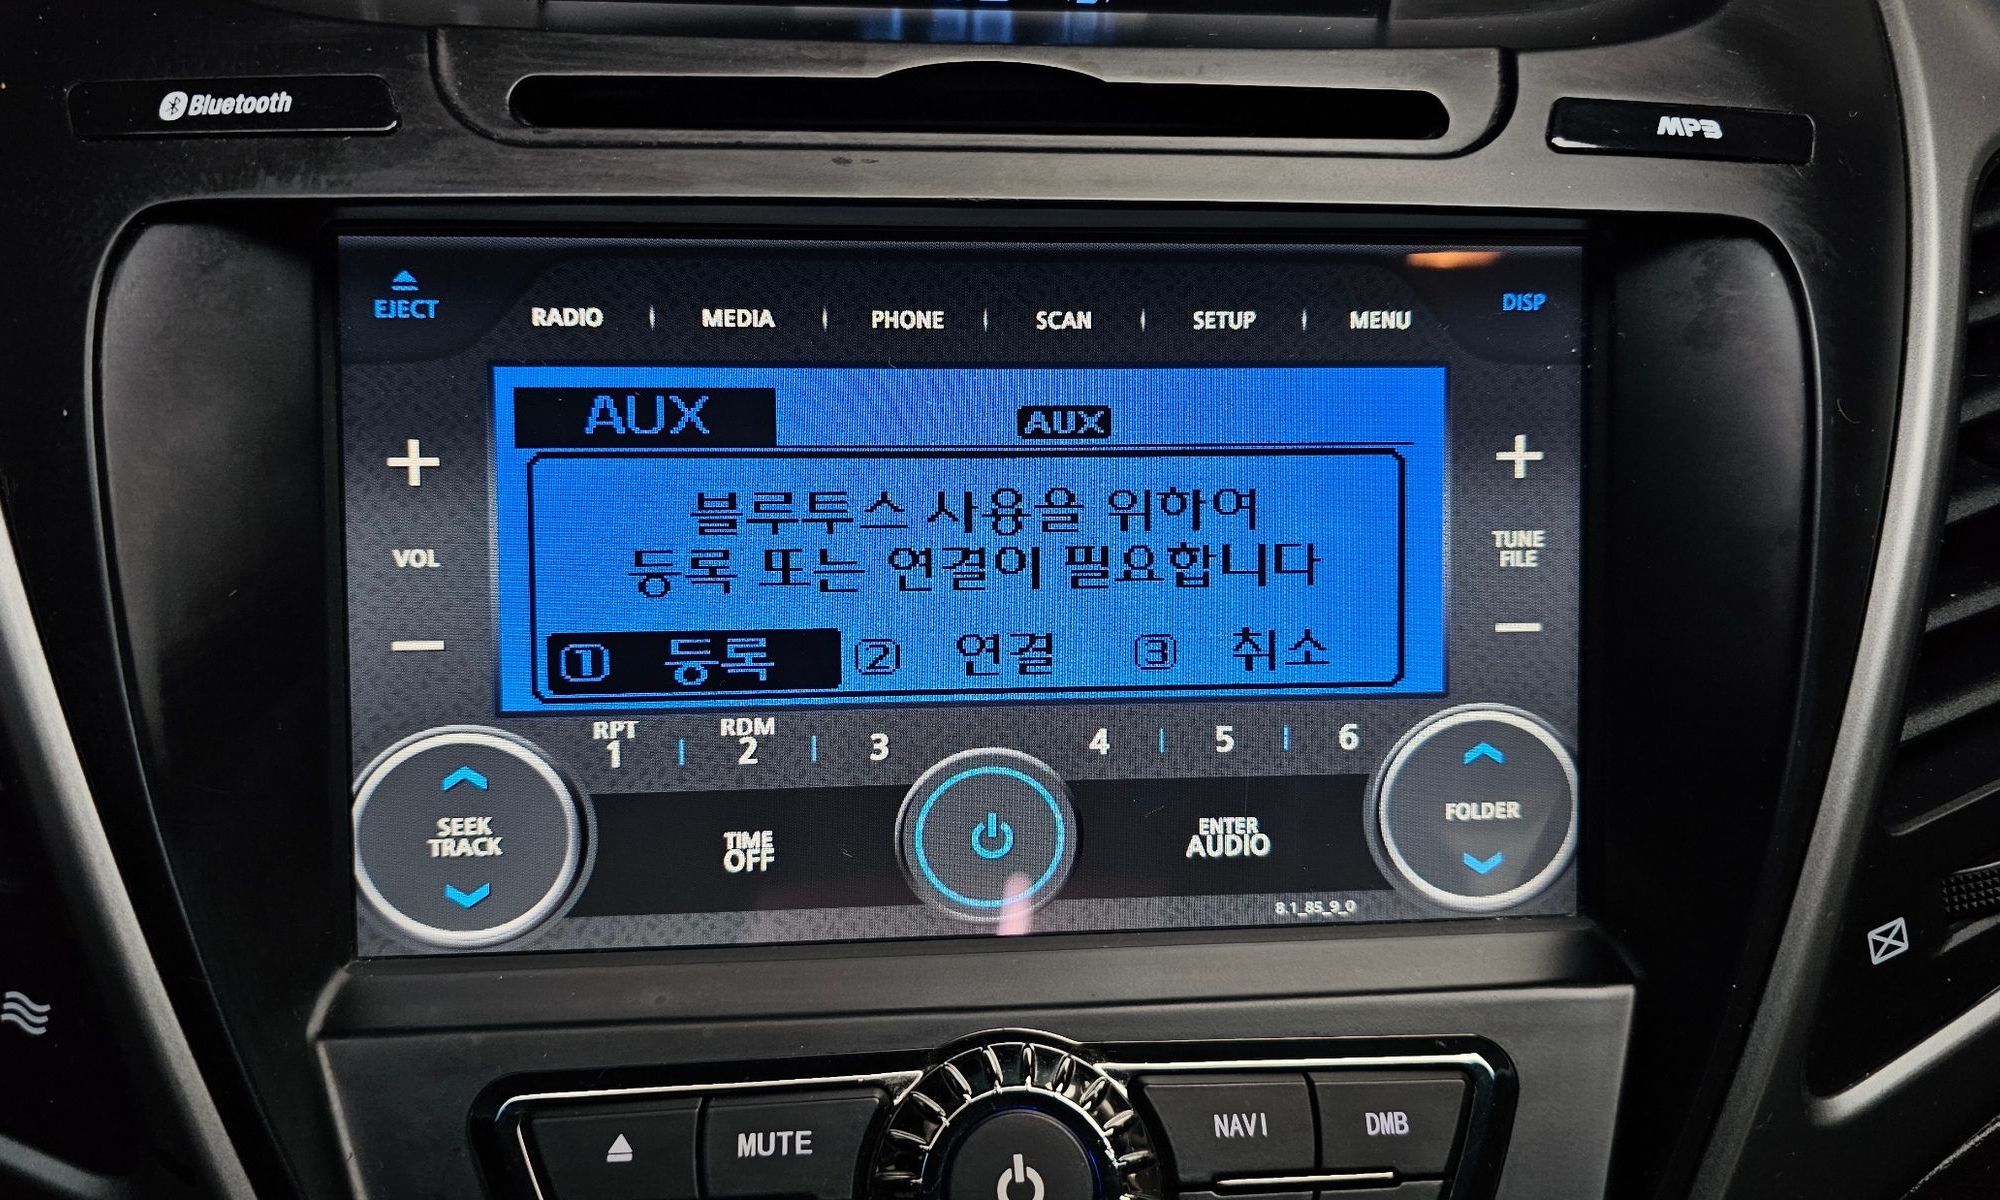 Bluetooth
MP3
EJECT
RADIO MEDIA PHONE SCAN SETUP MENU
DISP
AUX
AUX
블루투스 사용을 위하여
등록 또는 연결이 필요합니다
① 등록 ② 연결 ③ 취소
VOL
TUNE
FILE
RPT RDM
1 2 3 4 5 6
SEEK
TRACK
TIME
OFF
ENTER
AUDIO
FOLDER
8.1_85_9_0
MUTE
NAVI
DMB